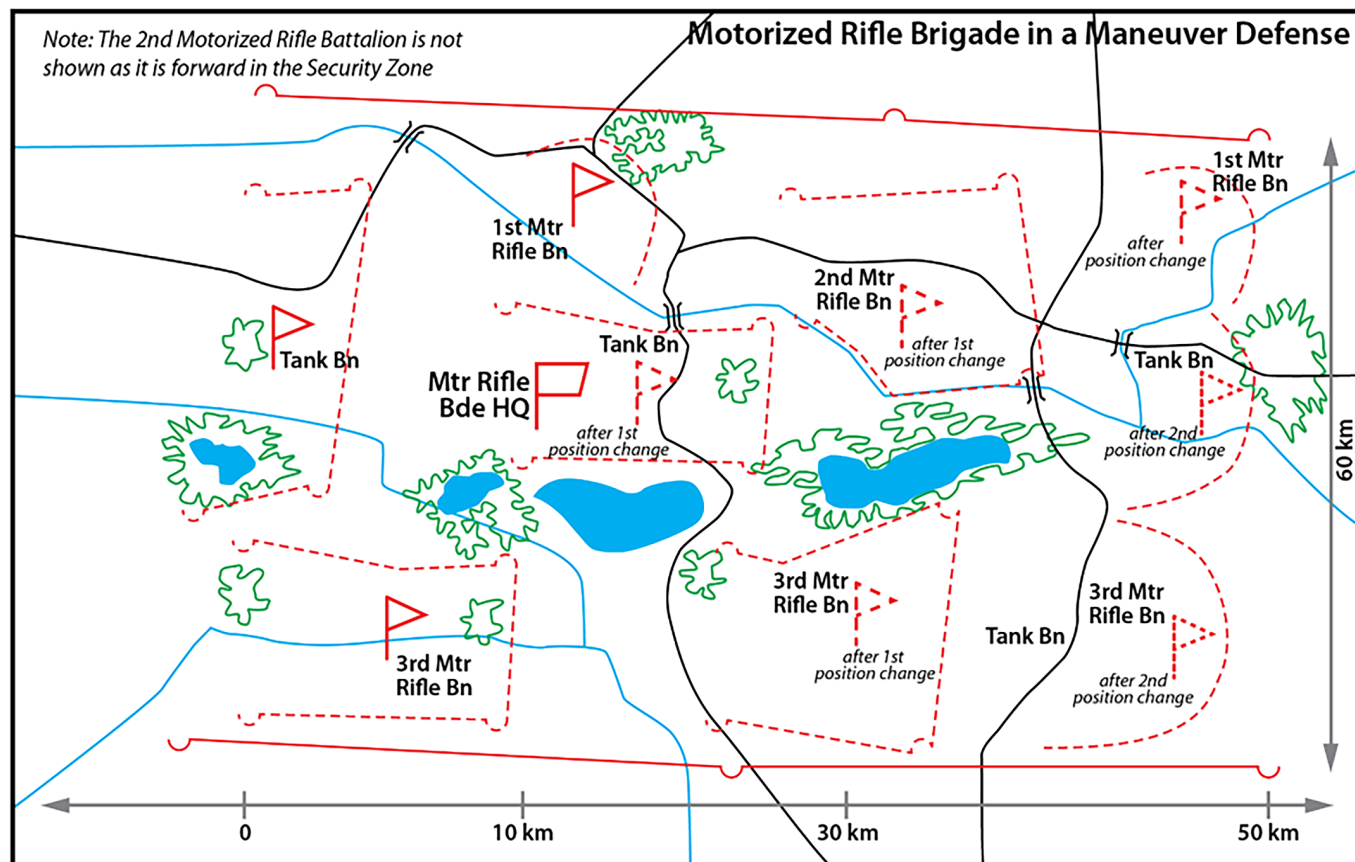 Note: The 2nd Motorized Rifle Battalion is not
shown as it is forward in the Security Zone
Motorized Rifle Brigade in a Maneuver Defense
1st Mtr
Rifle Bn
after
position change
1st Mtr
Rifle Bn
2nd Mtr
Rifle Bn
after 1st
position change
Tank Bn
Mtr Rifle
Bde HQ
Tank Bn
after 1st
position change
Tank Bn
after 2nd
position change
60 km
3rd Mtr
Rifle Bn
3rd Mtr
Rifle Bn
after 1st
position change
Tank Bn
3rd Mtr
Rifle Bn
after 2nd
position change
0
10 km
30 km
50 km